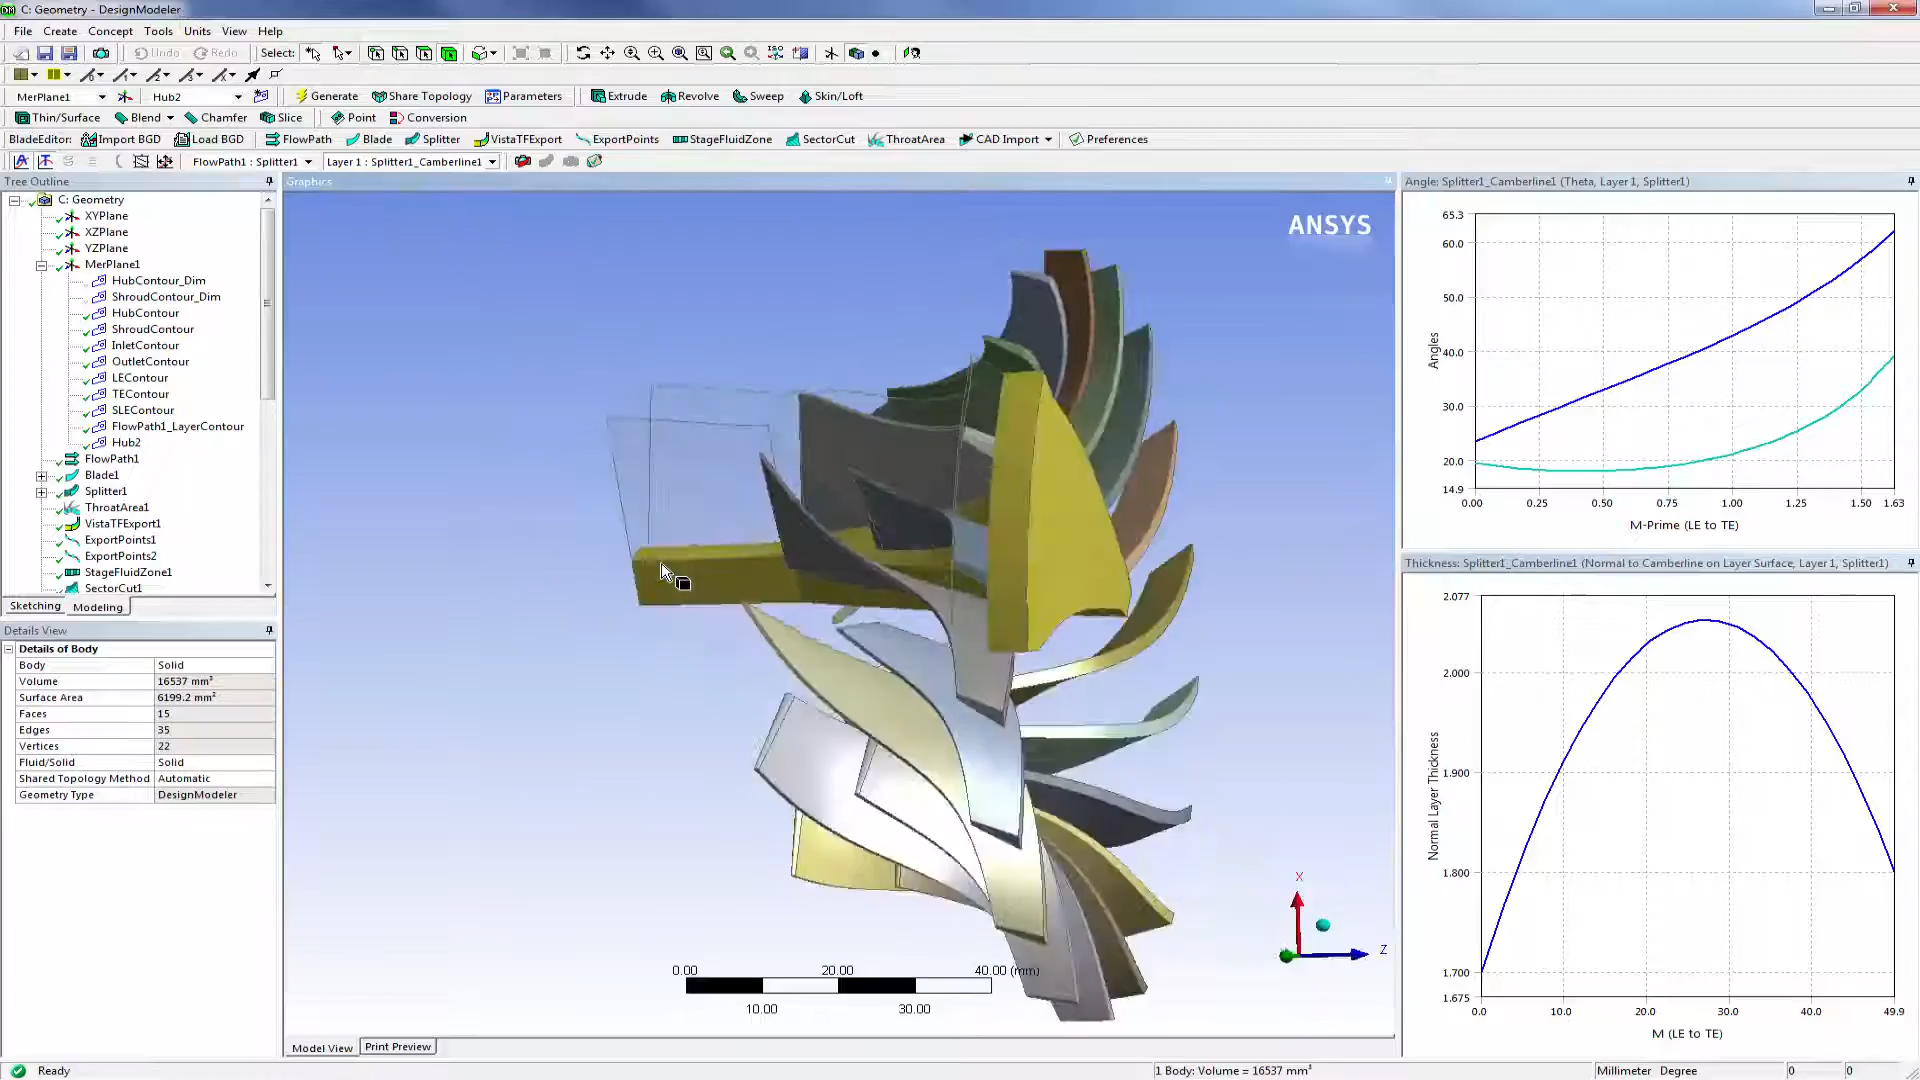 C: Geometry - DesignModeler
File Create Concept Tools Units View Help
Undo Redo Select:
MerPlane1 Hub2 Generate Share Topology Parameters Extrude Revolve Sweep Skin/Loft
Thin/Surface Blend Chamfer Slice Point Conversion
BladeEditor: Import BGD Load BGD FlowPath Blade Splitter VistaTFExport ExportPoints StageFluidZone SectorCut ThroatArea CAD Import Preferences
FlowPath1 : Splitter1 Layer 1 : Splitter1_Camberline1
Tree Outline
C: Geometry
XYPlane
XZPlane
YZPlane
MerPlane1
HubContour_Dim
ShroudContour_Dim
HubContour
ShroudContour
InletContour
OutletContour
LEContour
TEContour
SLEContour
FlowPath1_LayerContour
Hub2
FlowPath1
Blade1
Splitter1
ThroatArea1
VistaTFExport1
ExportPoints1
ExportPoints2
StageFluidZone1
SectorCut1
Sketching Modeling
Details View
Details of Body
Body Solid
Volume 16537 mm³
Surface Area 6199.2 mm²
Faces 15
Edges 35
Vertices 22
Fluid/Solid Solid
Shared Topology Method Automatic
Geometry Type DesignModeler
Graphics
ANSYS
X
Z
0.00 20.00 40.00 (mm)
10.00 30.00
Model View Print Preview
Angle: Splitter1_Camberline1 (Theta, Layer 1, Splitter1)
65.3
60.0
50.0
40.0
30.0
20.0
14.9
Angles
0.00 0.25 0.50 0.75 1.00 1.25 1.50 1.63
M-Prime (LE to TE)
Thickness: Splitter1_Camberline1 (Normal to Camberline on Layer Surface, Layer 1, Splitter1)
2.077
2.000
1.900
1.800
1.700
1.675
Normal Layer Thickness
0.0 10.0 20.0 30.0 40.0 49.9
M (LE to TE)
Ready
1 Body: Volume = 16537 mm³
Millimeter Degree 0 0